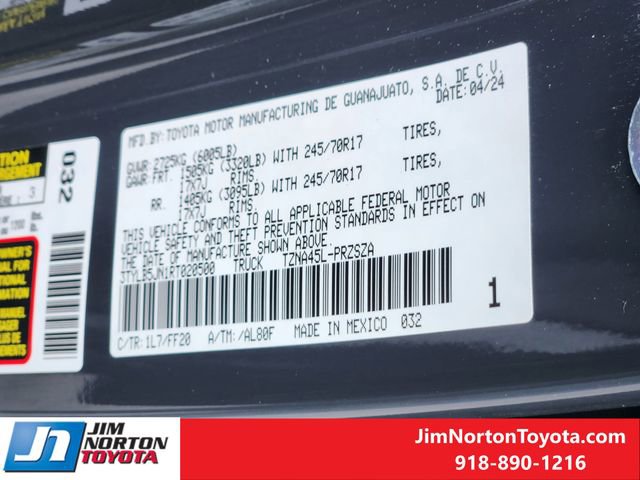 MFD.BY:TOYOTA MOTOR MANUFACTURING DE GUANAJUATO, S.A. DE C.V.
DATE: 04/24
GVWR: 2725KG (6005LB)
GAWR: FRT. 1505KG (3320LB) WITH 245/70R17 TIRES,
17X7J RIMS
RR. 1405KG (3095LB) WITH 245/70R17 TIRES,
17X7J RIMS
THIS VEHICLE CONFORMS TO ALL APPLICABLE FEDERAL MOTOR
VEHICLE SAFETY AND THEFT PREVENTION STANDARDS IN EFFECT ON
THE DATE OF MANUFACTURE SHOWN ABOVE.
3TYLB5JN1RT020500 TRUCK TZNA45L-PRZSZA
1
C/TR:1L7/FF20 A/TM:/AL80F MADE IN MEXICO 032
032
3
lbs.
OWNER'S
MANUAL
JIM
NORTON
TOYOTA
JimNortonToyota.com
918-890-1216